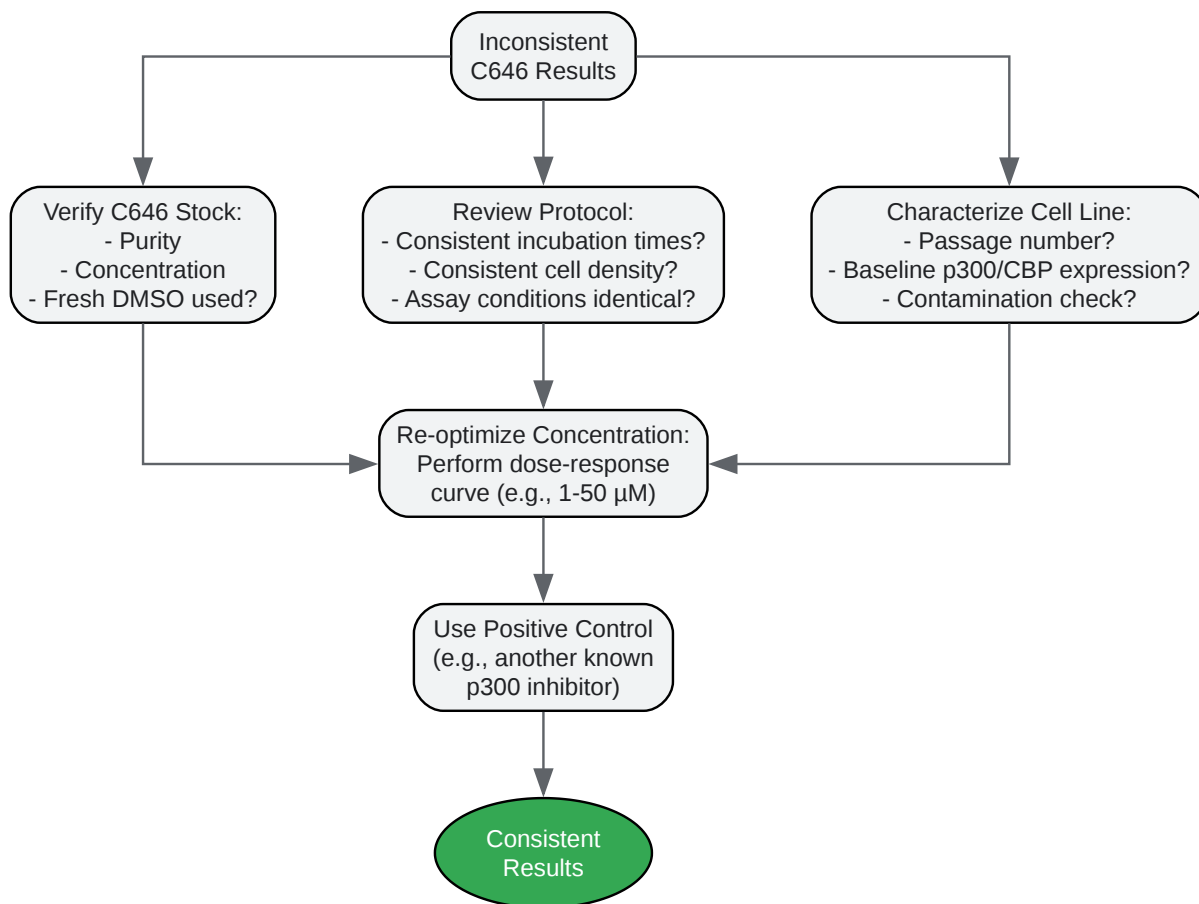 Inconsistent
C646 Results
Verify C646 Stock:
- Purity
- Concentration
- Fresh DMSO used?
Review Protocol:
- Consistent incubation times?
- Consistent cell density?
- Assay conditions identical?
Characterize Cell Line:
- Passage number?
- Baseline p300/CBP expression?
- Contamination check?
Re-optimize Concentration:
Perform dose-response
curve (e.g., 1-50 µM)
Use Positive Control
(e.g., another known
p300 inhibitor)
Consistent
Results